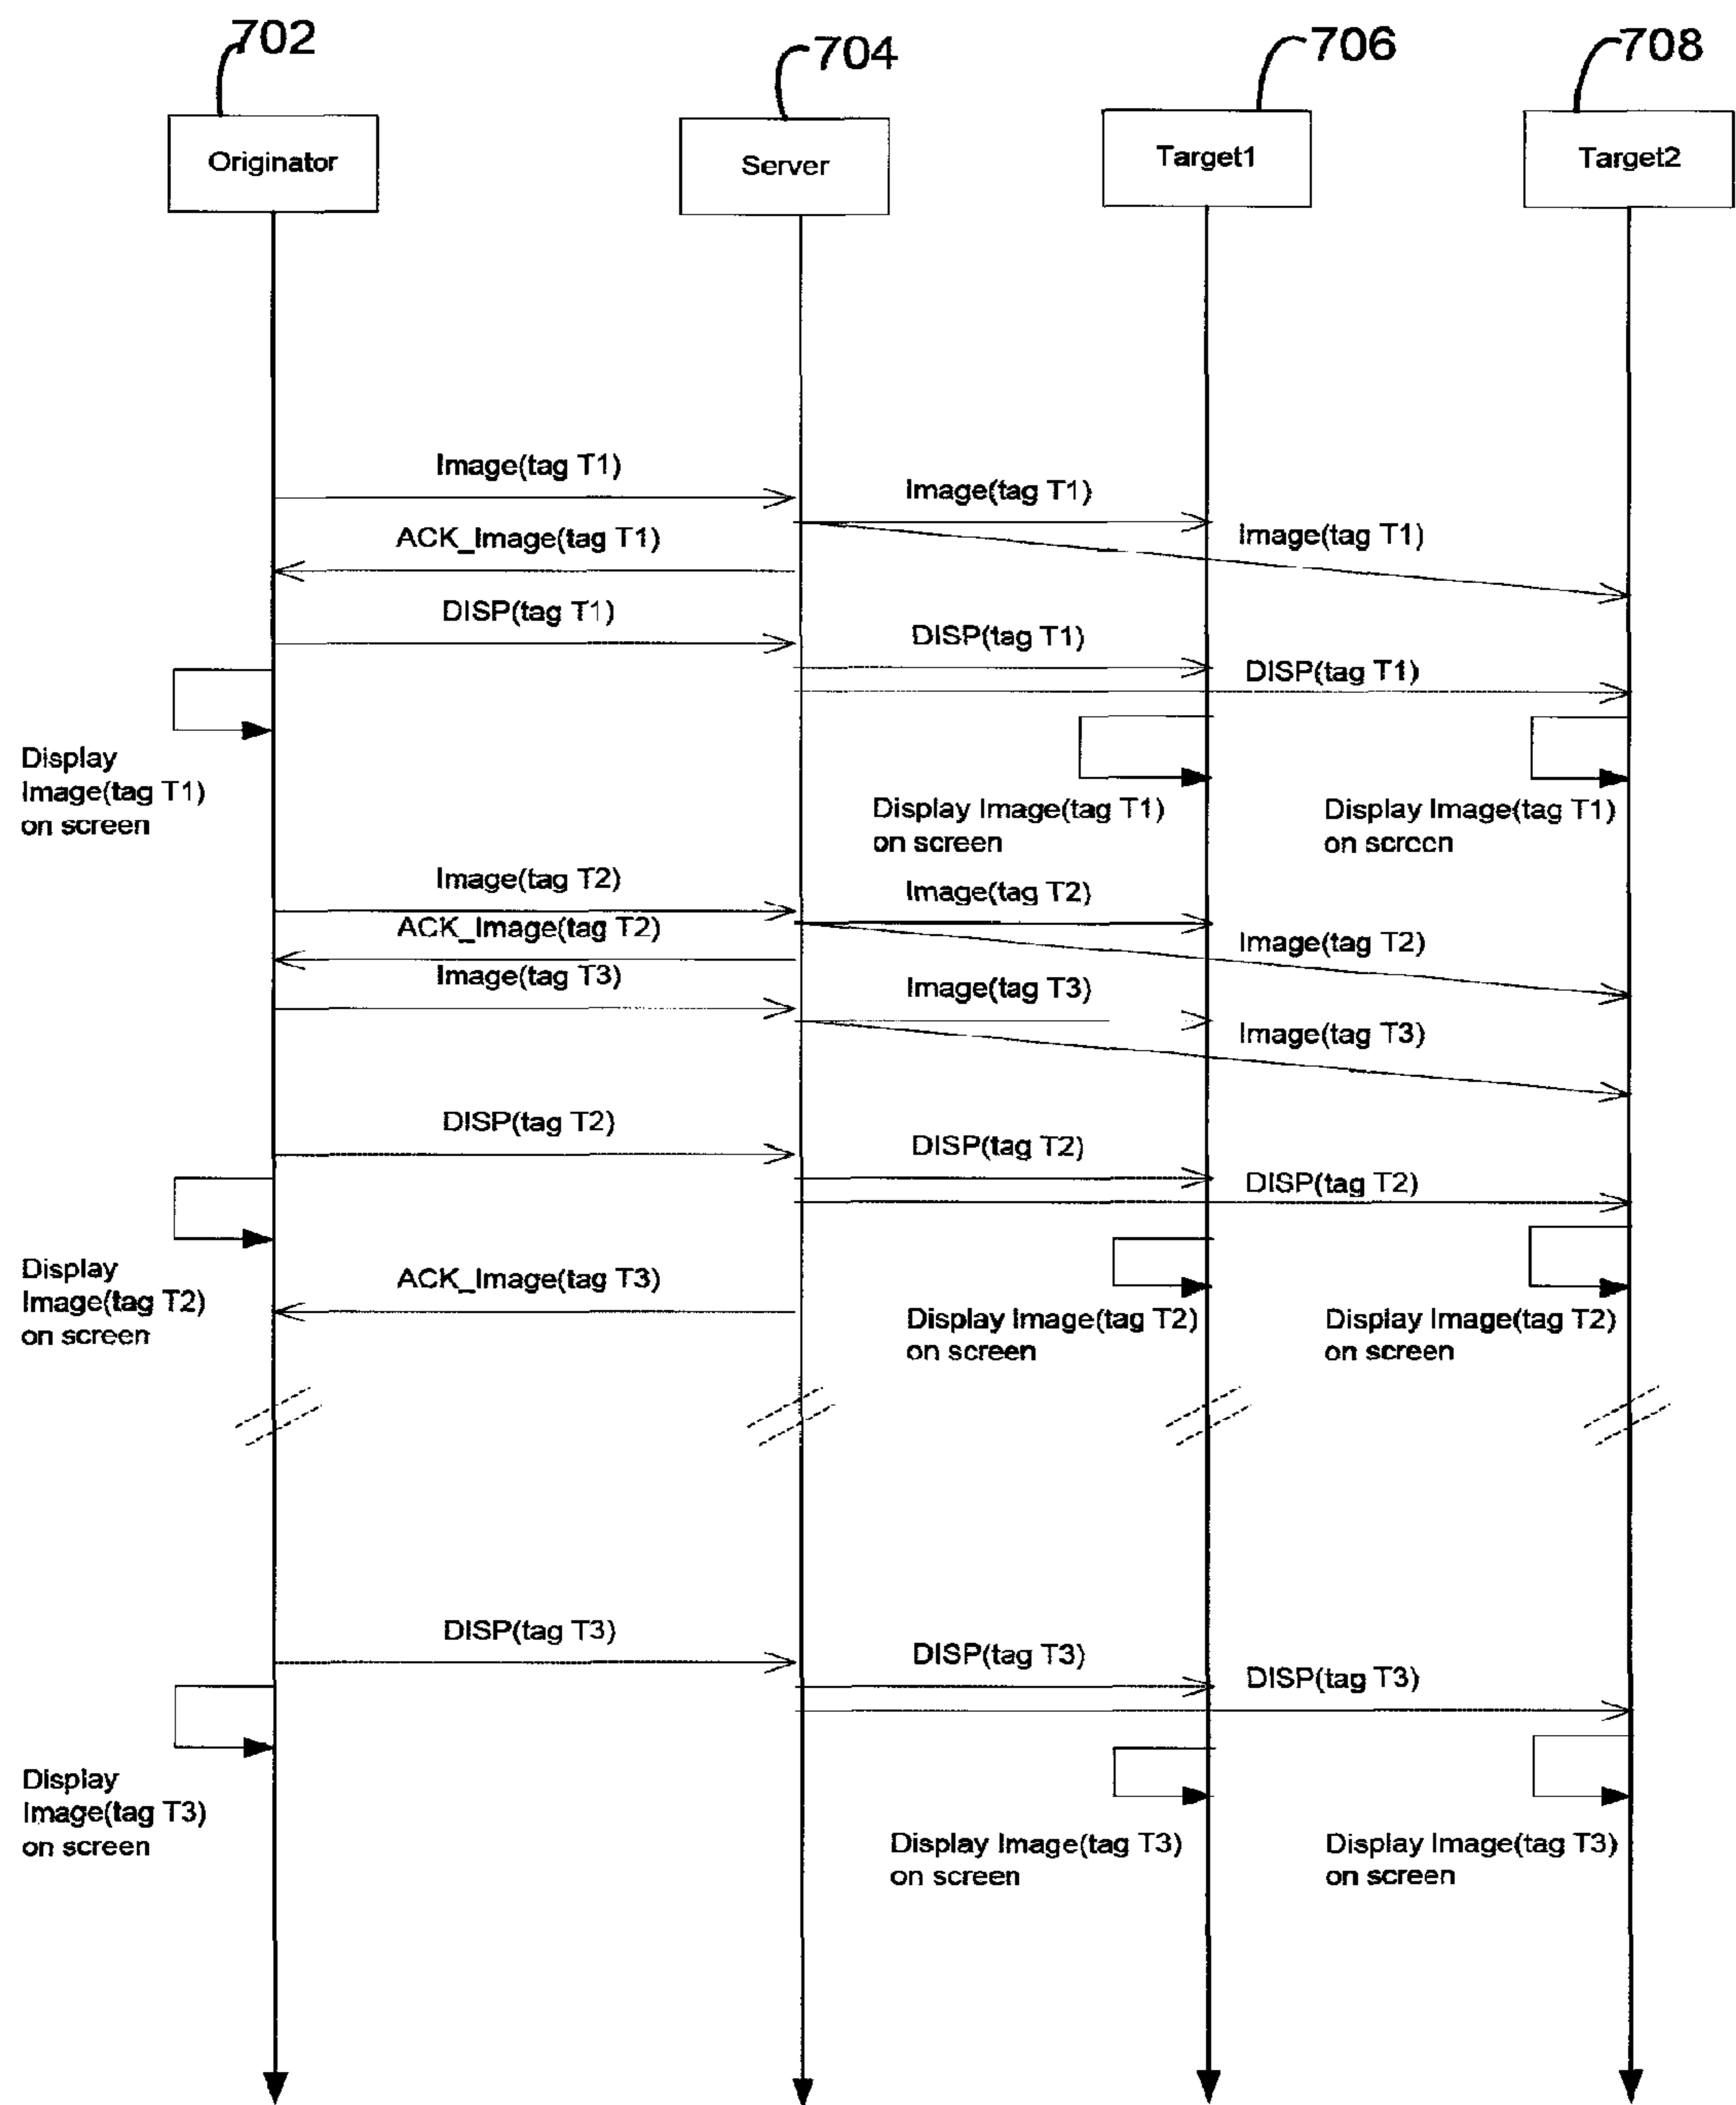 702
704
706
708
Originator
Server
Target1
Target2
Image(tag T1)
Image(tag T1)
Image(tag T1)
ACK_Image(tag T1)
DISP(tag T1)
DISP(tag T1)
DISP(tag T1)
Display
Image(tag T1)
on screen
Display Image(tag T1)
on screen
Display Image(tag T1)
on screen
Image(tag T2)
Image(tag T2)
ACK_Image(tag T2)
Image(tag T2)
Image(tag T3)
Image(tag T3)
Image(tag T3)
DISP(tag T2)
DISP(tag T2)
DISP(tag T2)
Display
Image(tag T2)
on screen
ACK_Image(tag T3)
Display Image(tag T2)
on screen
Display Image(tag T2)
on screen
DISP(tag T3)
DISP(tag T3)
DISP(tag T3)
Display
Image(tag T3)
on screen
Display Image(tag T3)
on screen
Display Image(tag T3)
on screen